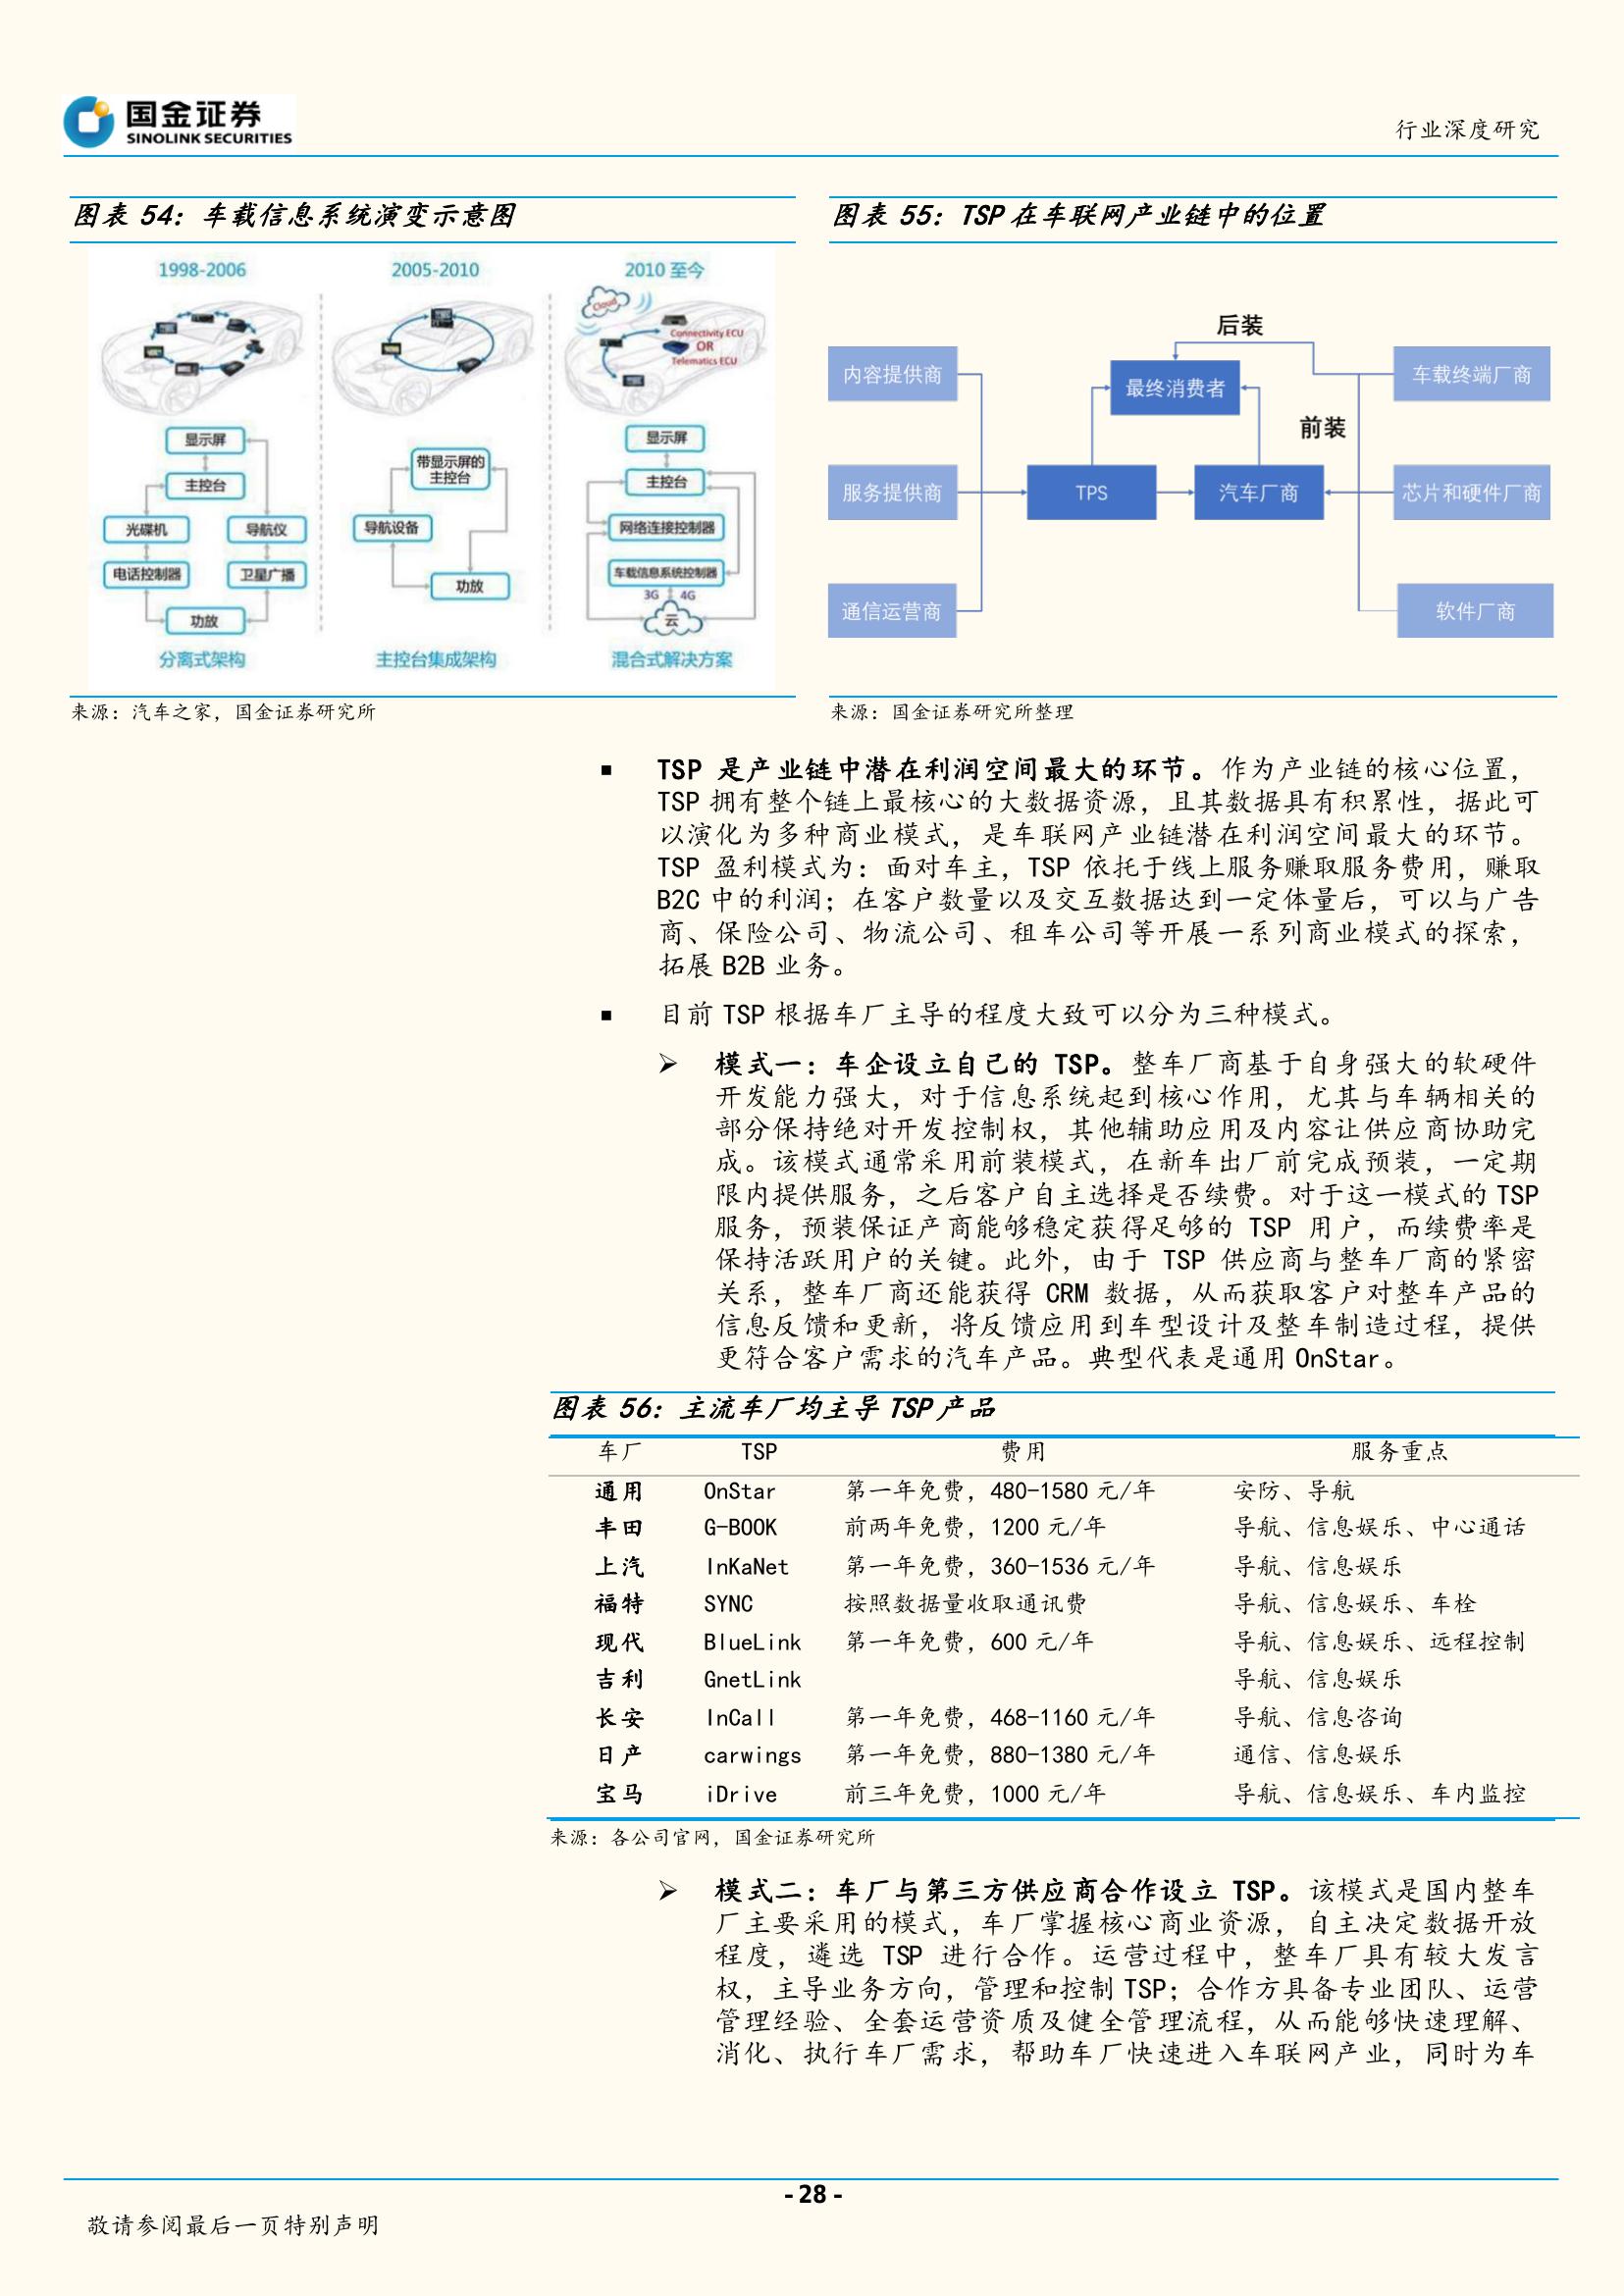 国金证券
SINOLINK SECURITIES
行业深度研究
图表 54：车载信息系统演变示意图
1998-2006
2005-2010
2010 至今
Cloud
Connectivity ECU
OR
Telematics ECU
显示屏
主控台
光碟机
导航仪
电话控制器
卫星广播
功放
分离式架构
带显示屏的
主控台
导航设备
功放
主控台集成架构
显示屏
主控台
网络连接控制器
车载信息系统控制器
3G 4G
云
混合式解决方案
来源：汽车之家，国金证券研究所
图表 55：TSP 在车联网产业链中的位置
后装
内容提供商
最终消费者
车载终端厂商
前装
服务提供商
TPS
汽车厂商
芯片和硬件厂商
通信运营商
软件厂商
来源：国金证券研究所整理
■ TSP 是产业链中潜在利润空间最大的环节。作为产业链的核心位置，
TSP 拥有整个链上最核心的大数据资源，且其数据具有积累性，据此可
以演化为多种商业模式，是车联网产业链潜在利润空间最大的环节。
TSP 盈利模式为：面对车主，TSP 依托于线上服务赚取服务费用，赚取
B2C 中的利润；在客户数量以及交互数据达到一定体量后，可以与广告
商、保险公司、物流公司、租车公司等开展一系列商业模式的探索，
拓展 B2B 业务。
■ 目前 TSP 根据车厂主导的程度大致可以分为三种模式。
➢ 模式一：车企设立自己的 TSP。整车厂商基于自身强大的软硬件
开发能力强大，对于信息系统起到核心作用，尤其与车辆相关的
部分保持绝对开发控制权，其他辅助应用及内容让供应商协助完
成。该模式通常采用前装模式，在新车出厂前完成预装，一定期
限内提供服务，之后客户自主选择是否续费。对于这一模式的 TSP
服务，预装保证产商能够稳定获得足够的 TSP 用户，而续费率是
保持活跃用户的关键。此外，由于 TSP 供应商与整车厂商的紧密
关系，整车厂商还能获得 CRM 数据，从而获取客户对整车产品的
信息反馈和更新，将反馈应用到车型设计及整车制造过程，提供
更符合客户需求的汽车产品。典型代表是通用 OnStar。
图表 56：主流车厂均主导 TSP 产品
车厂 TSP 费用 服务重点
通用 OnStar 第一年免费，480-1580 元/年 安防、导航
丰田 G-BOOK 前两年免费，1200 元/年 导航、信息娱乐、中心通话
上汽 InKaNet 第一年免费，360-1536 元/年 导航、信息娱乐
福特 SYNC 按照数据量收取通讯费 导航、信息娱乐、车栓
现代 BlueLink 第一年免费，600 元/年 导航、信息娱乐、远程控制
吉利 GnetLink 导航、信息娱乐
长安 InCall 第一年免费，468-1160 元/年 导航、信息咨询
日产 carwings 第一年免费，880-1380 元/年 通信、信息娱乐
宝马 iDrive 前三年免费，1000 元/年 导航、信息娱乐、车内监控
来源：各公司官网，国金证券研究所
➢ 模式二：车厂与第三方供应商合作设立 TSP。该模式是国内整车
厂主要采用的模式，车厂掌握核心商业资源，自主决定数据开放
程度，遴选 TSP 进行合作。运营过程中，整车厂具有较大发言
权，主导业务方向，管理和控制 TSP；合作方具备专业团队、运营
管理经验、全套运营资质及健全管理流程，从而能够快速理解、
消化、执行车厂需求，帮助车厂快速进入车联网产业，同时为车
- 28 -
敬请参阅最后一页特别声明